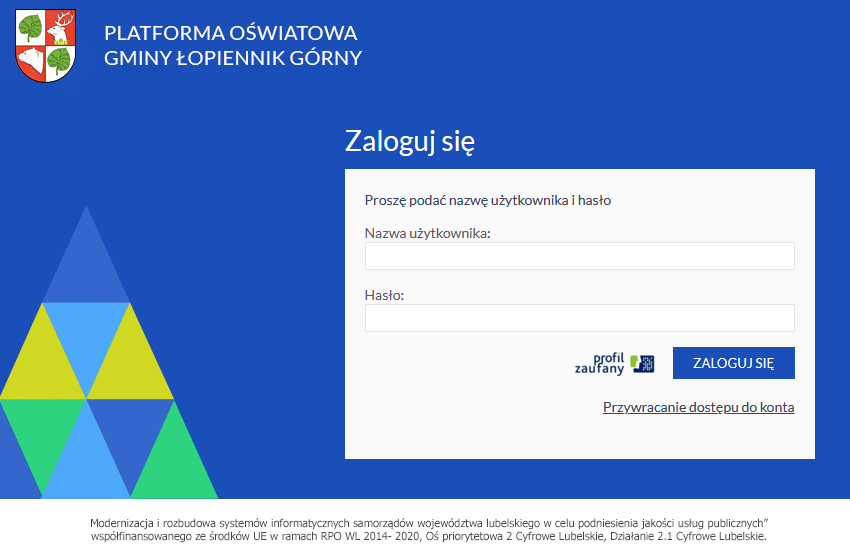 PLATFORMA OŚWIATOWA
GMINY ŁOPIENNIK GÓRNY
Zaloguj się
Proszę podać nazwę użytkownika i hasło
Nazwa użytkownika:
Hasło:
profil
zaufany
ZALOGUJ SIĘ
Przywracanie dostępu do konta
Modernizacja i rozbudowa systemów informatycznych samorządów województwa lubelskiego w celu podniesienia jakości usług publicznych”
współfinansowanego ze środków UE w ramach RPO WL 2014- 2020, Oś priorytetowa 2 Cyfrowe Lubelskie, Działanie 2.1 Cyfrowe Lubelskie.